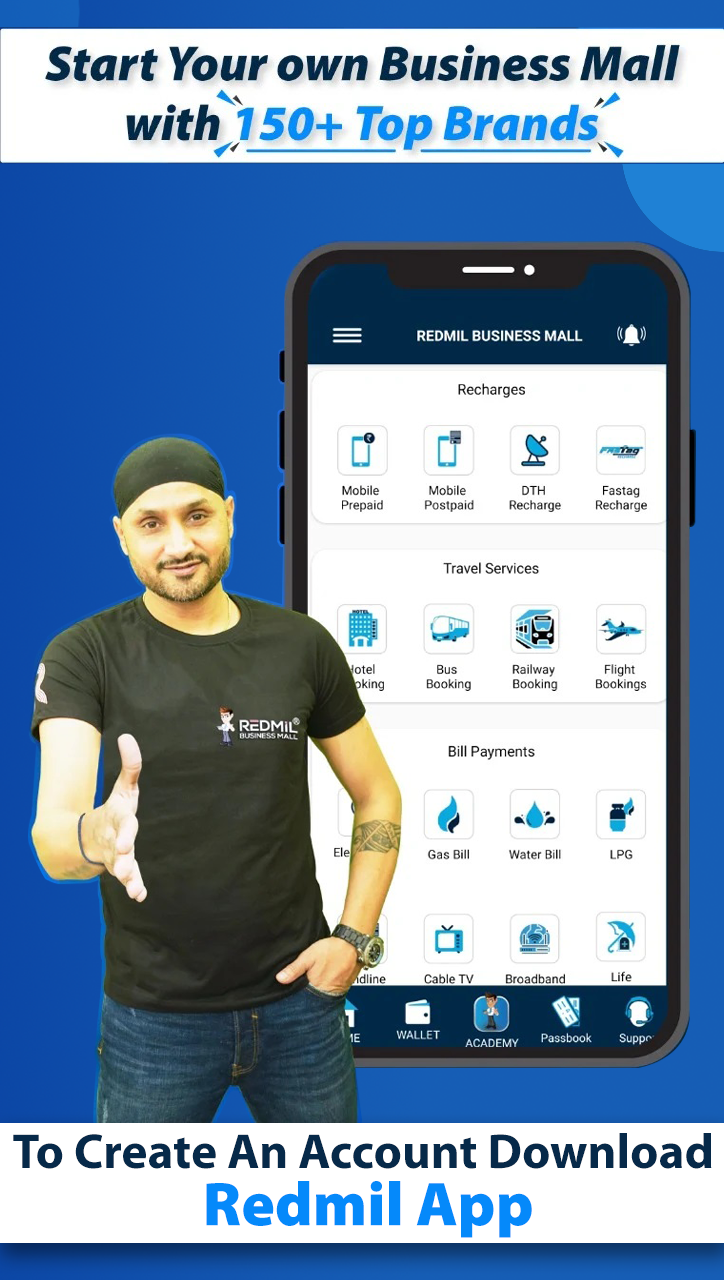 Start Your own Business Mall
with 150+ Top Brands
REDMIL BUSINESS MALL
Recharges
Mobile Prepaid
Mobile Postpaid
DTH Recharge
FASTag
Fastag Recharge
Travel Services
HOTEL
Bus Booking
Railway Booking
Flight Bookings
REDMIL®
BUSINESS MALL
Bill Payments
Gas Bill
Water Bill
LPG
Cable TV
Broadband
Life
WALLET
ACADEMY
Passbook
To Create An Account Download
Redmil App